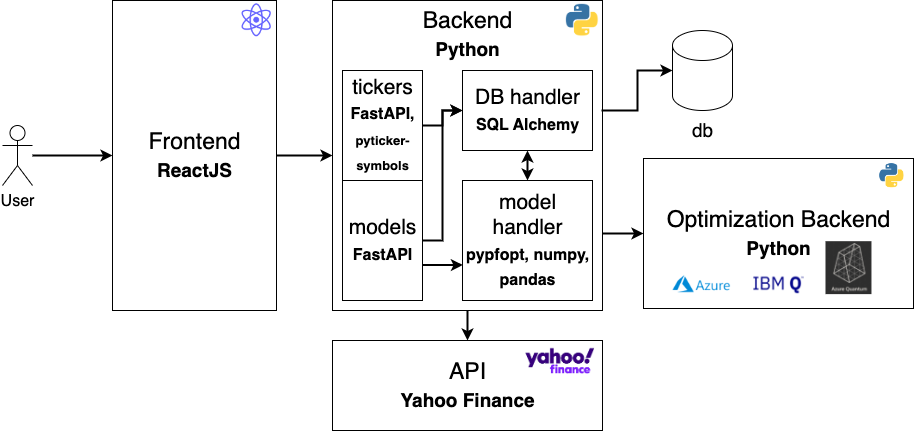 User
Frontend
ReactJS
Backend
Python
tickers
FastAPI,
pyticker-
symbols
models
FastAPI
DB handler
SQL Alchemy
model
handler
pypfopt, numpy,
pandas
db
Optimization Backend
Python
Azure
IBM Q
Azure Quantum
API
Yahoo Finance
yahoo!
finance